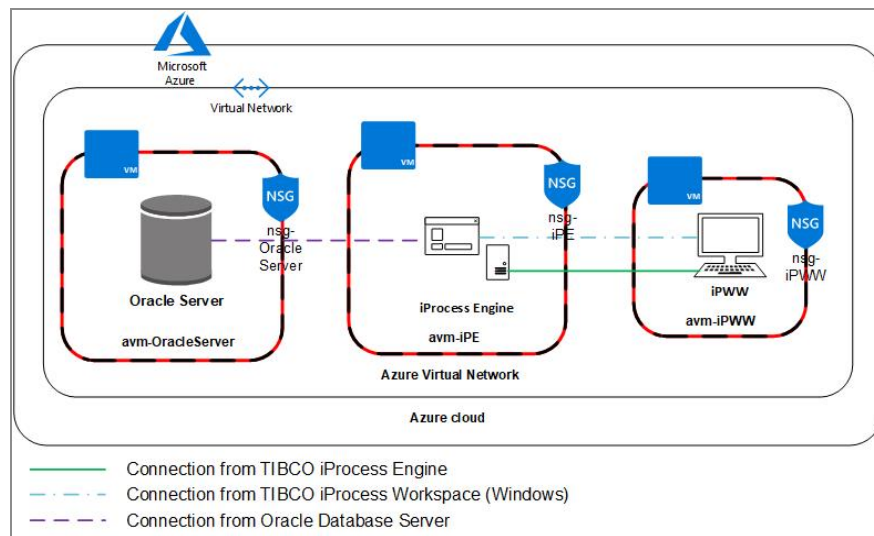 Microsoft
Azure
Virtual Network
VM
NSG
nsg-
Oracle
Server
Oracle Server
avm-OracleServer
VM
NSG
nsg-
iPE
iProcess Engine
avm-iPE
VM
NSG
nsg-
iPWW
iPWW
avm-iPWW
Azure Virtual Network
Azure cloud
Connection from TIBCO iProcess Engine
Connection from TIBCO iProcess Workspace (Windows)
Connection from Oracle Database Server